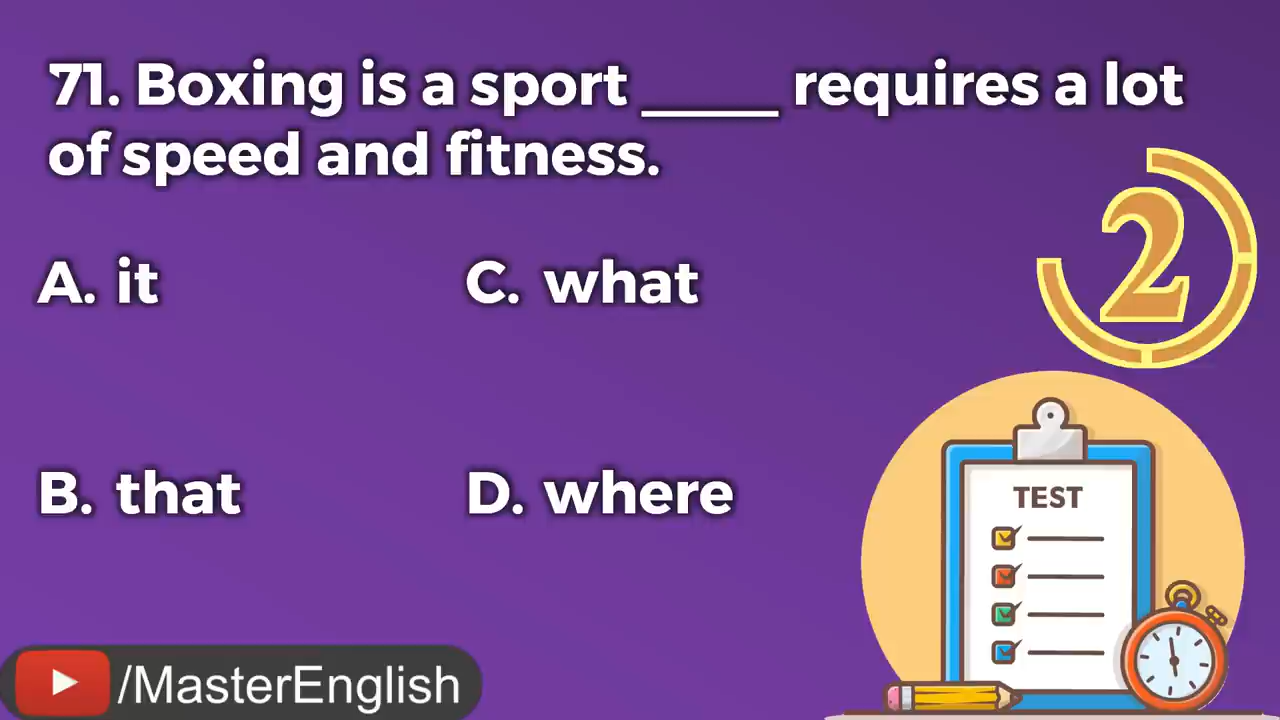 71. Boxing is a sport _____ requires a lot
of speed and fitness.
A. it
C. what
B. that
D. where
2
TEST
/MasterEnglish